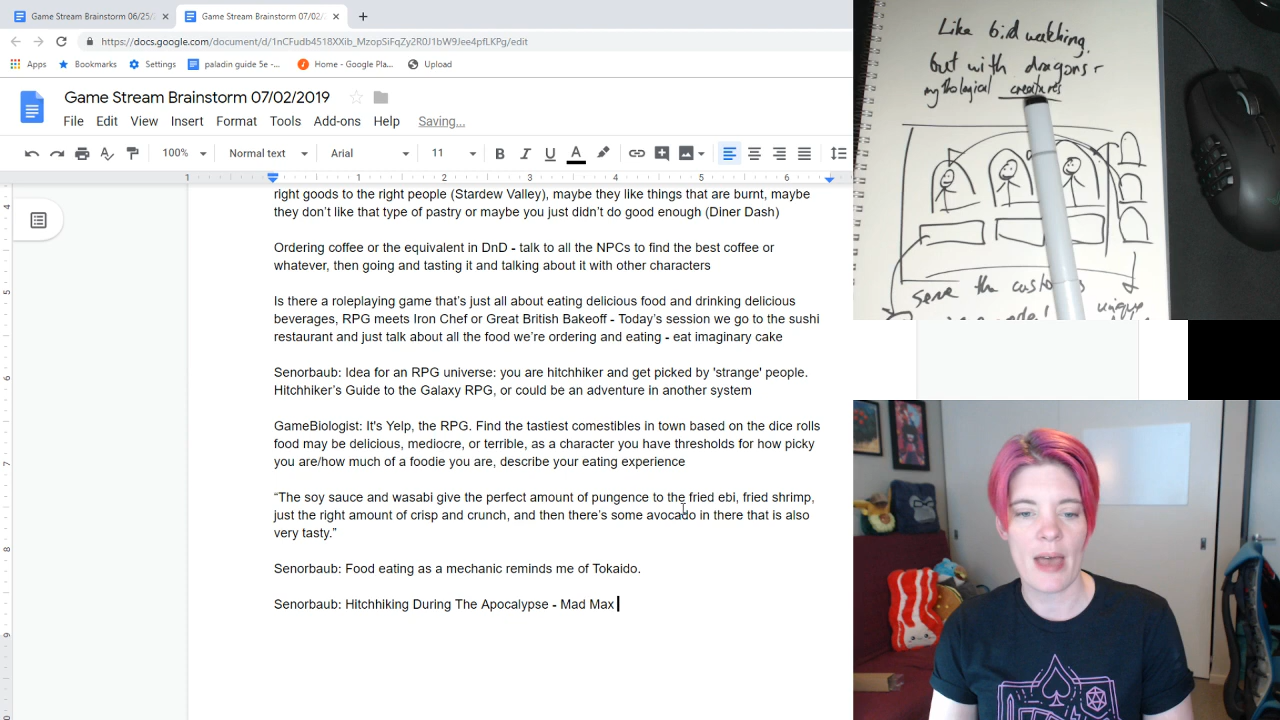 Game Stream Brainstorm 06/25/
Game Stream Brainstorm 07/02/
https://docs.google.com/document/d/1nCFudb4518XXib_MzopSiFqZy2R0J1bW9Jee4pfLKPg/edit
Apps
Bookmarks
Settings
paladin guide 5e -...
Home - Google Pla...
Upload
Game Stream Brainstorm 07/02/2019
File Edit View Insert Format Tools Add-ons Help Saving...
100% Normal text Arial 11 B I U A
1 1 2 3 4 5 6
4
5
6
7
8
9
right goods to the right people (Stardew Valley), maybe they like things that are burnt, maybe
they don't like that type of pastry or maybe you just didn't do good enough (Diner Dash)
Ordering coffee or the equivalent in DnD - talk to all the NPCs to find the best coffee or
whatever, then going and tasting it and talking about it with other characters
Is there a roleplaying game that's just all about eating delicious food and drinking delicious
beverages, RPG meets Iron Chef or Great British Bakeoff - Today's session we go to the sushi
restaurant and just talk about all the food we're ordering and eating - eat imaginary cake
Senorbaub: Idea for an RPG universe: you are hitchhiker and get picked by 'strange' people.
Hitchhiker's Guide to the Galaxy RPG, or could be an adventure in another system
GameBiologist: It's Yelp, the RPG. Find the tastiest comestibles in town based on the dice rolls
food may be delicious, mediocre, or terrible, as a character you have thresholds for how picky
you are/how much of a foodie you are, describe your eating experience
“The soy sauce and wasabi give the perfect amount of pungence to the fried ebi, fried shrimp,
just the right amount of crisp and crunch, and then there's some avocado in there that is also
very tasty.”
Senorbaub: Food eating as a mechanic reminds me of Tokaido.
Senorbaub: Hitchhiking During The Apocalypse - Mad Max
Like bird watching,
but with dragons
mythological creatures
serve the customers
unique